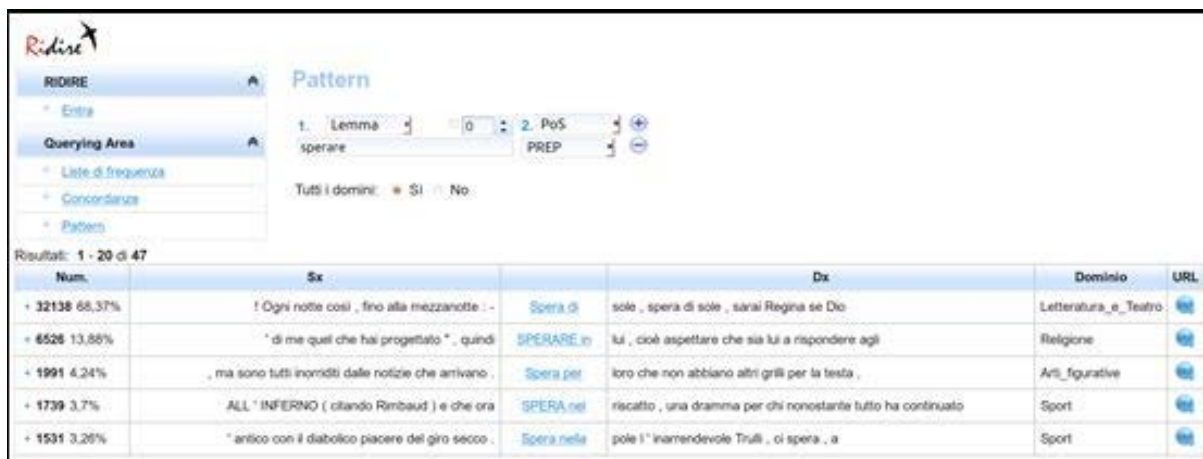 Ridire
RIDIRE
Entra
Querying Area
Liste di frequenza
Concordanze
Pattern
Pattern
1. Lemma 0 2. PoS
sperare PREP
Tutti i domini: Sì No
Risultati: 1 - 20 di 47
Num. Sx Dx Dominio URL
+ 32138 68,37% ! Ogni notte così , fino alla mezzanotte : - Spera di sole , spera di sole , sarai Regina se Dio Letteratura_e_Teatro
+ 6526 13,88% ' di me quel che hai progettato " , quindi SPERARE in lui , cioè aspettare che sia lui a rispondere agli Religione
+ 1991 4,24% , ma sono tutti inorriditi dalle notizie che arrivano . Spera per loro che non abbiano altri grilli per la testa , Arti_figurative
+ 1739 3,7% ALL ' INFERNO ( citando Rimbaud ) e che ora SPERA nel riscatto , una dramma per chi nonostante tutto ha continuato Sport
+ 1531 3,26% ' antico con il diabolico piacere del giro secco . Spera nella pole l ' inarrendevole Trulli , ci spera , a Sport